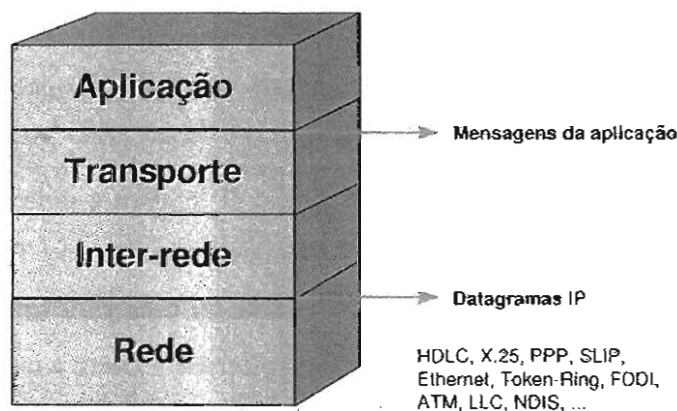 Aplicação
Mensagens da aplicação
Transporte
Inter-rede
Datagramas IP
Rede
HDLC, X.25, PPP, SLIP,
Ethernet, Token-Ring, FDDI,
ATM, LLC, NDIS, ...